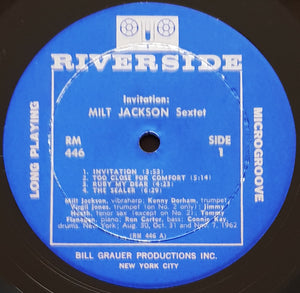 RIVERSIDE
Invitation:
MILT JACKSON Sextet
RM
446
SIDE
1
LONG PLAYING
MICROGROOVE
1. INVITATION (3:53)
2. TOO CLOSE FOR COMFORT (5:14)
3. RUBY MY DEAR (4:23)
4. THE SEALER (6:29)
Milt Jackson, vibraharp; Kenny Dorham, trumpet
Virgil Jones, trumpet (on No. 2 only); Jimmy
Heath, tenor sax (except on No. 2); Tommy
Flanagan, piano; Ron Carter, bass; Connie Kay,
drums New York; Aug. 30, Oct. 31 and Nov. 7, 1962
(RM 446 A)
BILL GRAUER PRODUCTIONS INC.
NEW YORK CITY